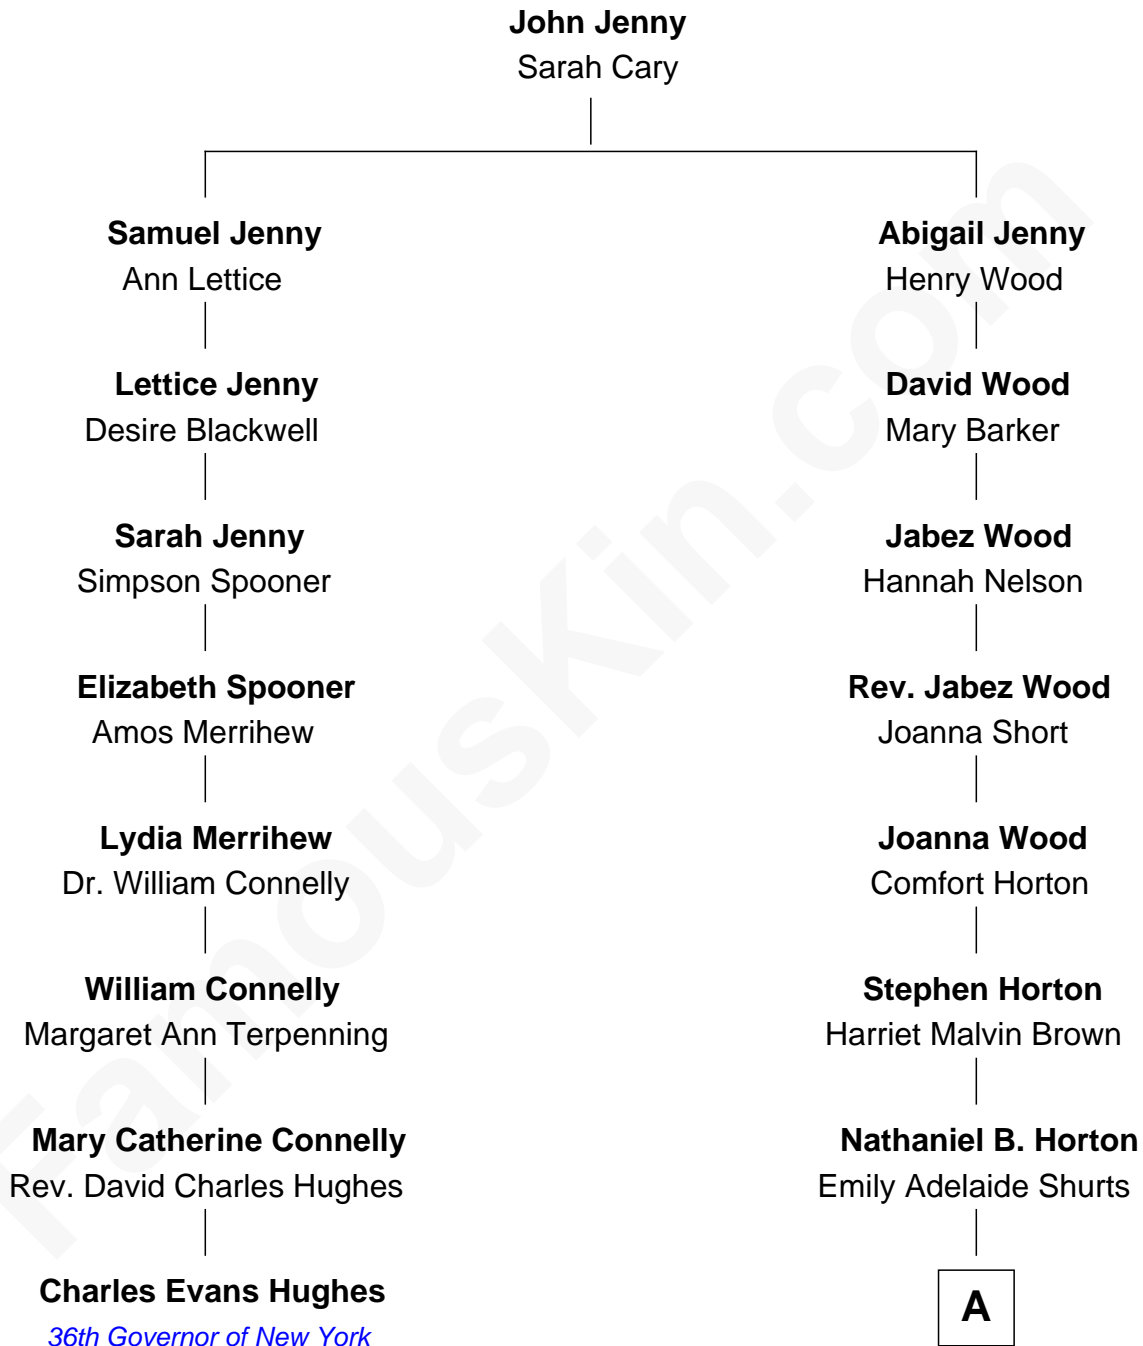 John Jenny
Sarah Cary
Samuel Jenny
Ann Lettice
Abigail Jenny
Henry Wood
Lettice Jenny
Desire Blackwell
David Wood
Mary Barker
Sarah Jenny
Simpson Spooner
Jabez Wood
Hannah Nelson
Elizabeth Spooner
Amos Merrihew
Rev. Jabez Wood
Joanna Short
Lydia Merrihew
Dr. William Connelly
Joanna Wood
Comfort Horton
William Connelly
Margaret Ann Terpenning
Stephen Horton
Harriet Malvin Brown
Mary Catherine Connelly
Rev. David Charles Hughes
Nathaniel B. Horton
Emily Adelaide Shurts
Charles Evans Hughes
36th Governor of New York
A
FamousKin.com